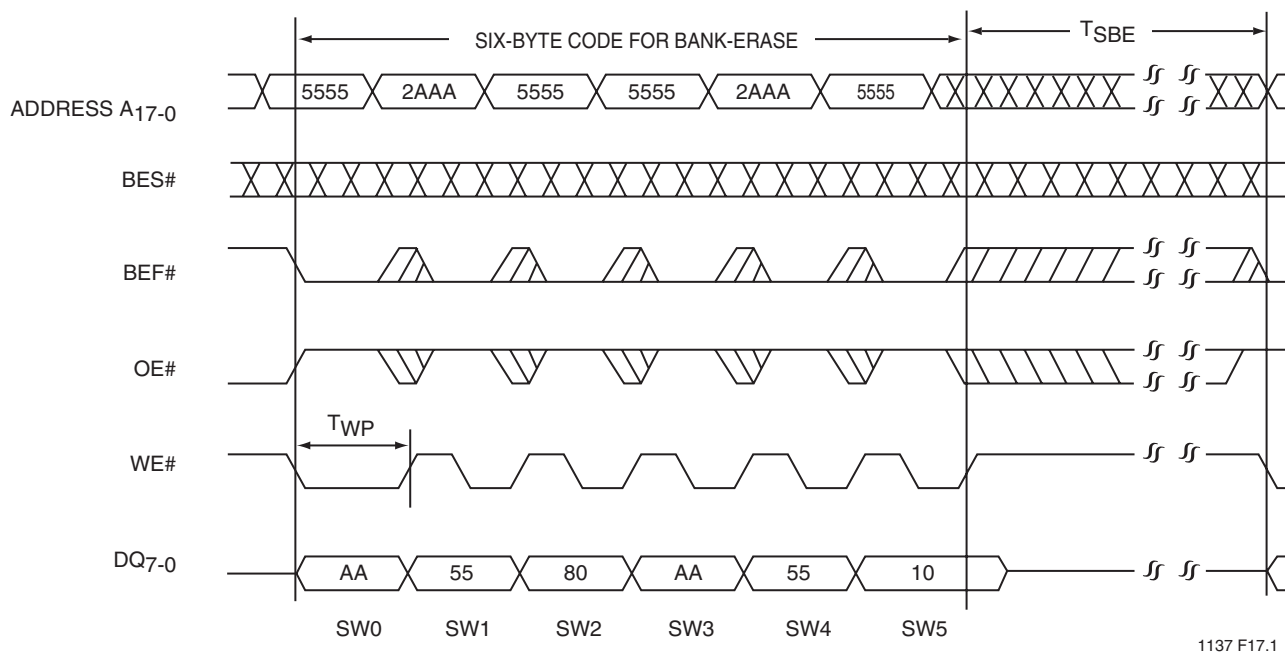 SIX-BYTE CODE FOR BANK-ERASE
TSBE
ADDRESS A17-0
5555 2AAA 5555 5555 2AAA 5555
BES#
BEF#
OE#
TWP
WE#
DQ7-0
AA 55 80 AA 55 10
SW0 SW1 SW2 SW3 SW4 SW5
1137 F17.1